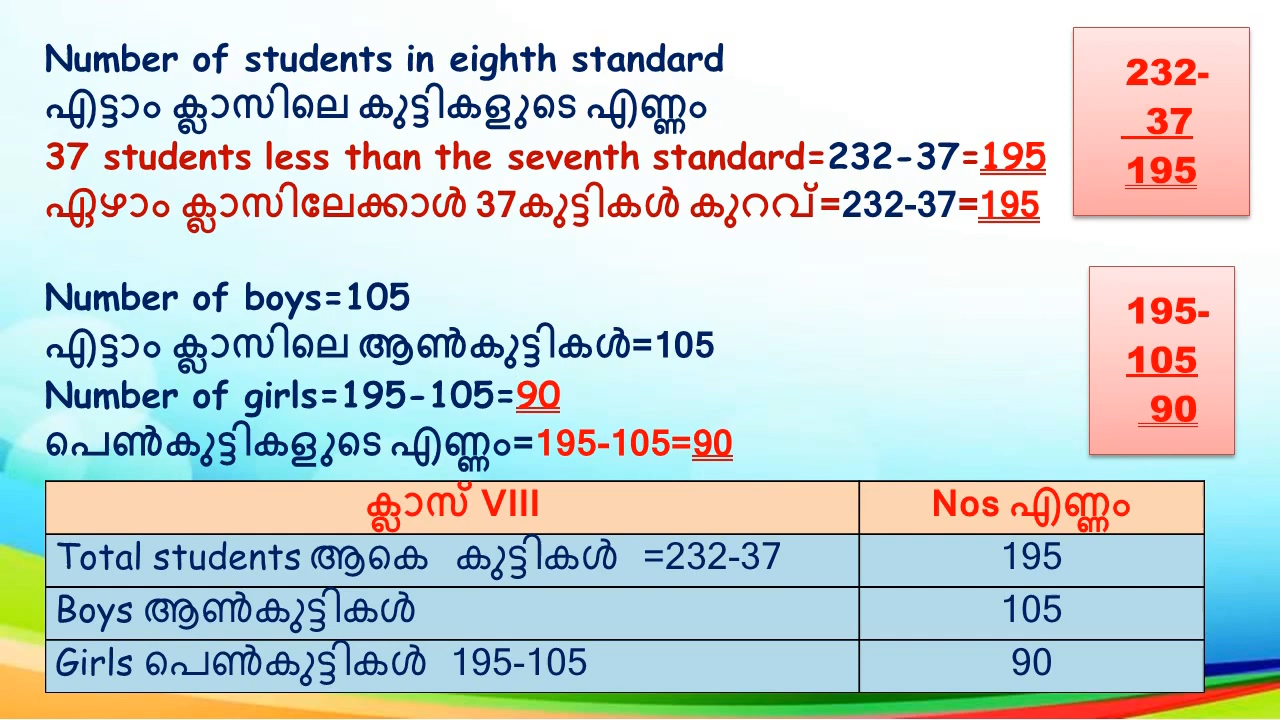 Number of students in eighth standard
എട്ടാം ക്ലാസിലെ കുട്ടികളുടെ എണ്ണം
37 students less than the seventh standard=232-37=195
ഏഴാം ക്ലാസിലേക്കാൾ 37കുട്ടികൾ കുറവ്=232-37=195
232-
37
195
Number of boys=105
എട്ടാം ക്ലാസിലെ ആൺകുട്ടികൾ=105
Number of girls=195-105=90
പെൺകുട്ടികളുടെ എണ്ണം=195-105=90
195-
105
90
ക്ലാസ് VIII Nos എണ്ണം
Total students ആകെ കുട്ടികൾ =232-37 195
Boys ആൺകുട്ടികൾ 105
Girls പെൺകുട്ടികൾ 195-105 90